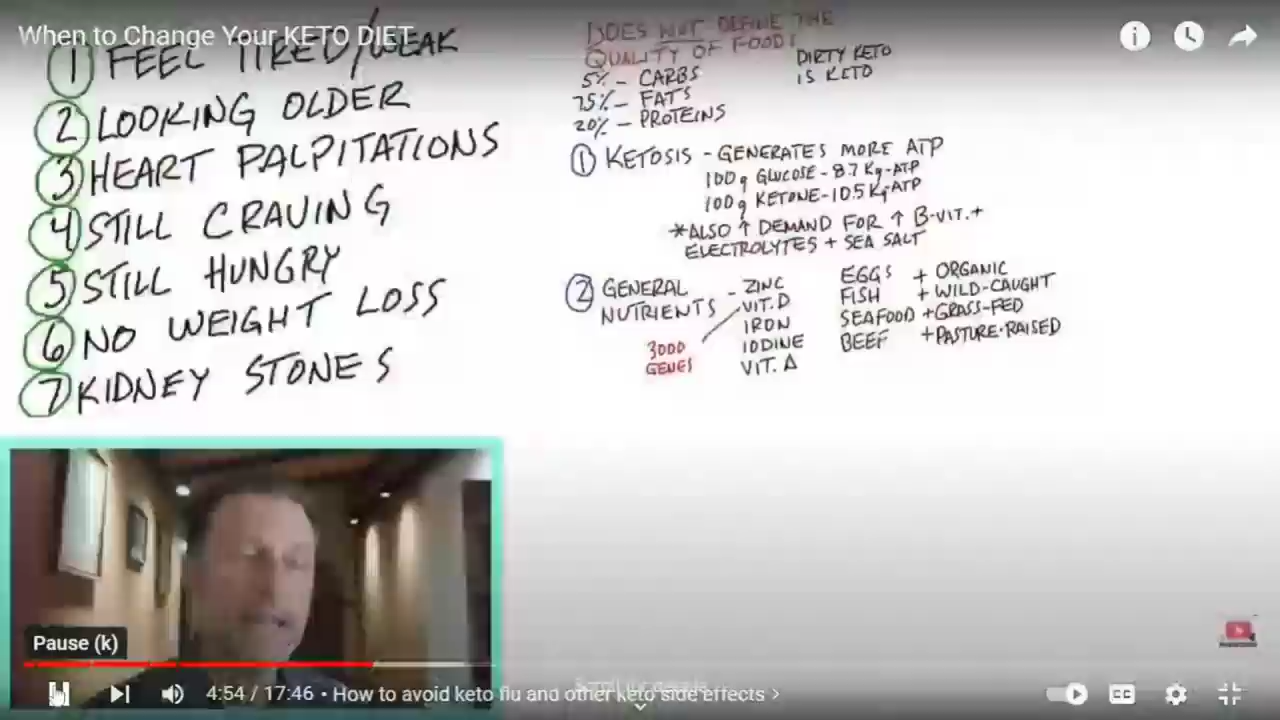 When to Change Your KETO DIET
1 FEEL TIRED/WEAK
2 LOOKING OLDER
3 HEART PALPITATIONS
4 STILL CRAVING
5 STILL HUNGRY
6 NO WEIGHT LOSS
7 KIDNEY STONES
DOES NOT DEFINE THE
QUALITY OF FOOD!
5% - CARBS
75% - FATS
20% - PROTEINS
DIRTY KETO
IS KETO
1 KETOSIS - GENERATES MORE ATP
100g GLUCOSE - 8.7 Kg-ATP
100g KETONE - 10.5 Kg-ATP
*ALSO ↑ DEMAND FOR ↑ B-VIT. +
ELECTROLYTES + SEA SALT
2 GENERAL
NUTRIENTS
3000
GENES
- ZINC
VIT. D
IRON
IODINE
VIT. A
EGGS
FISH
SEAFOOD
BEEF
+ ORGANIC
+ WILD-CAUGHT
+ GRASS-FED
+ PASTURE-RAISED
Pause (k)
4:54 / 17:46 • How to avoid keto flu and other keto side effects >
CC